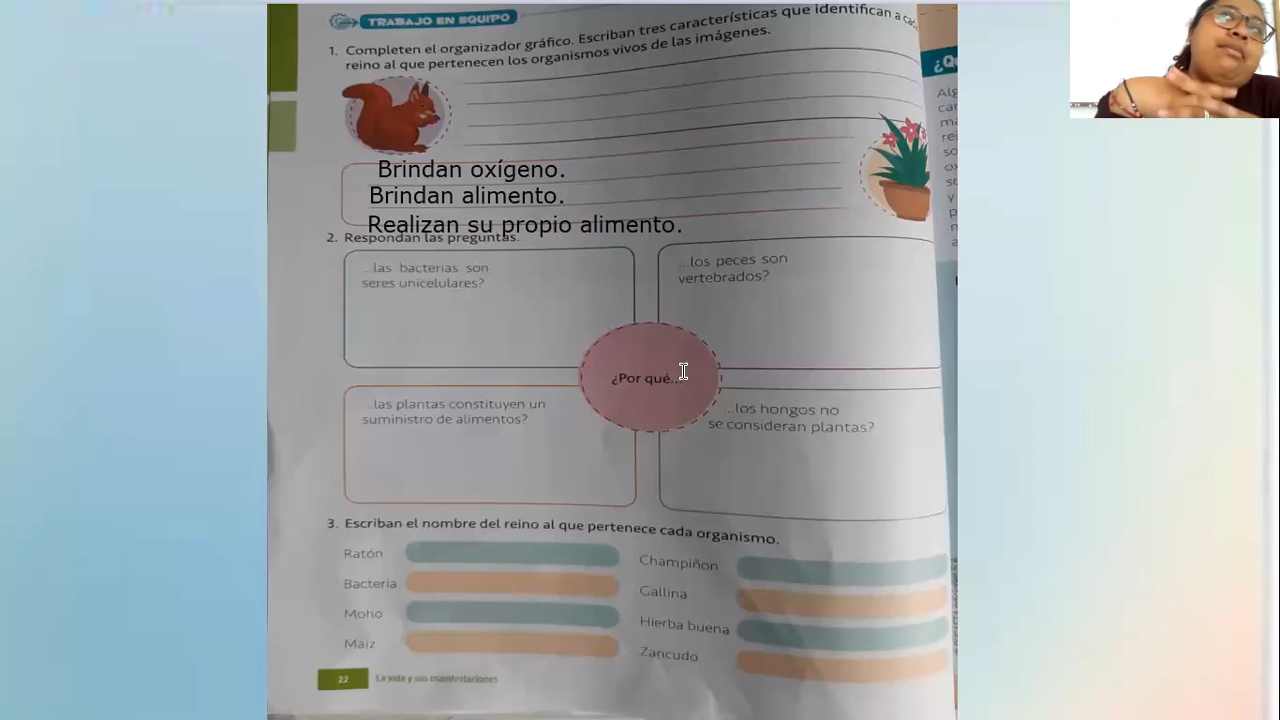 TRABAJO EN EQUIPO
1. Completen el organizador gráfico. Escriban tres características que identifican a
reino al que pertenecen los organismos vivos de las imágenes.
Brindan oxígeno.
Brindan alimento.
Realizan su propio alimento.
2. Respondan las preguntas.
...las bacterias son
seres unicelulares?
...los peces son
vertebrados?
¿Por qué...
...las plantas constituyen un
suministro de alimentos?
...los hongos no
se consideran plantas?
3. Escriban el nombre del reino al que pertenece cada organismo.
Ratón
Bacteria
Moho
Maíz
Champiñon
Gallina
Hierba buena
Zancudo
22 La vida y sus manifestaciones